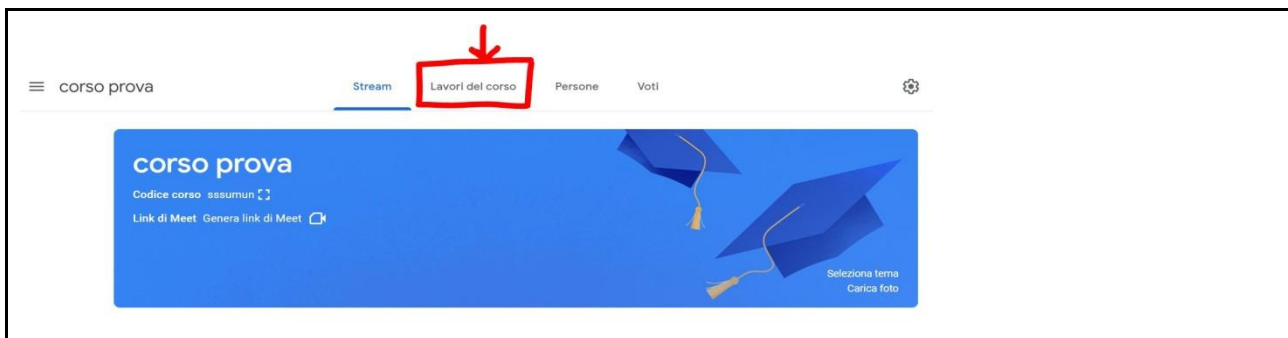 corso prova Stream Lavori del corso Persone Voti
corso prova
Codice corso sssumun
Link di Meet Genera link di Meet
Seleziona tema
Carica foto